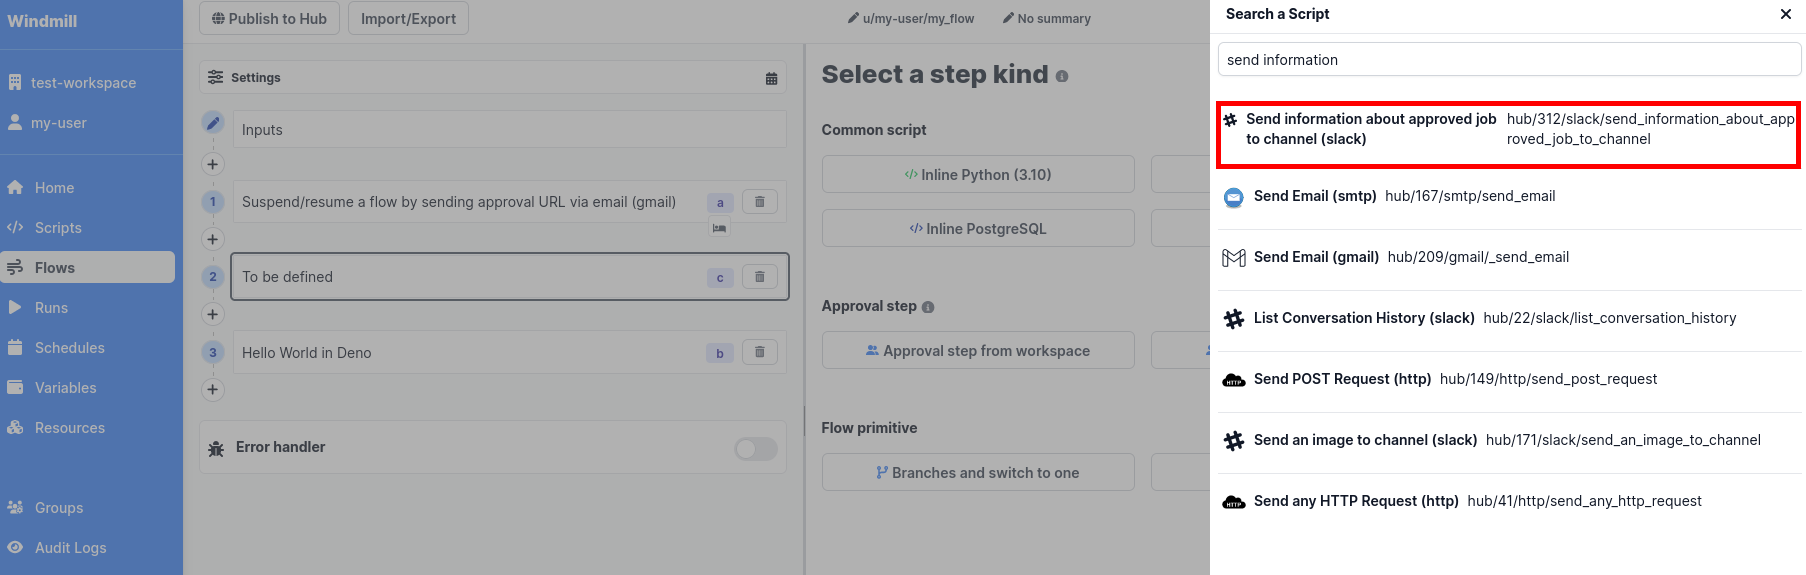 Windmill
test-workspace
my-user
Home
Scripts
Flows
Runs
Schedules
Variables
Resources
Groups
Audit Logs
Publish to Hub
Import/Export
u/my-user/my_flow
No summary
Settings
Inputs
1
Suspend/resume a flow by sending approval URL via email (gmail)
a
2
To be defined
c
3
Hello World in Deno
b
Error handler
Select a step kind
Common script
Inline Python (3.10)
Inline PostgreSQL
Approval step
Approval step from workspace
Flow primitive
Branches and switch to one
Search a Script
send information
Send information about approved job
to channel (slack)
hub/312/slack/send_information_about_app
roved_job_to_channel
Send Email (smtp) hub/167/smtp/send_email
Send Email (gmail) hub/209/gmail/_send_email
List Conversation History (slack) hub/22/slack/list_conversation_history
HTTP
Send POST Request (http) hub/149/http/send_post_request
Send an image to channel (slack) hub/171/slack/send_an_image_to_channel
HTTP
Send any HTTP Request (http) hub/41/http/send_any_http_request